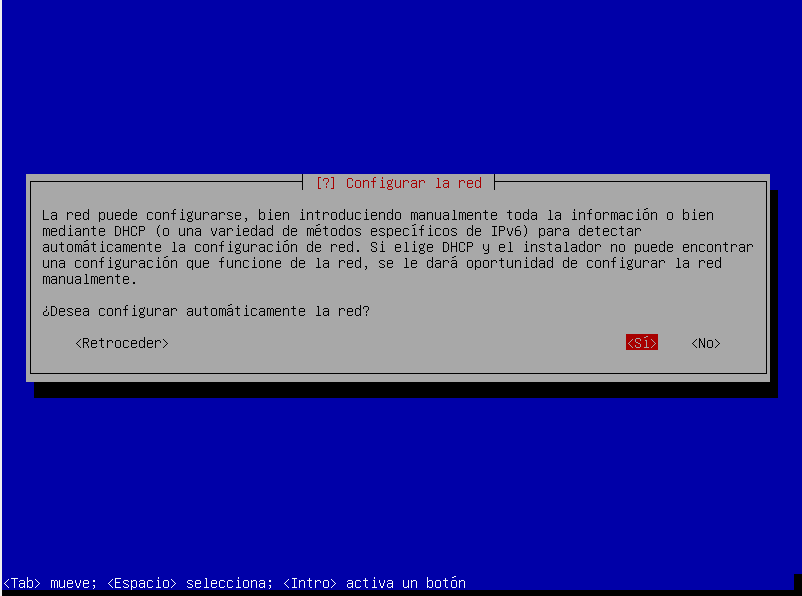 [?] Configurar la red
La red puede configurarse, bien introduciendo manualmente toda la información o bien
mediante DHCP (o una variedad de métodos específicos de IPv6) para detectar
automáticamente la configuración de red. Si elige DHCP y el instalador no puede encontrar
una configuración que funcione de la red, se le dará oportunidad de configurar la red
manualmente.
¿Desea configurar automáticamente la red?
<Retroceder> <Sí> <No>
<Tab> mueve; <Espacio> selecciona; <Intro> activa un botón